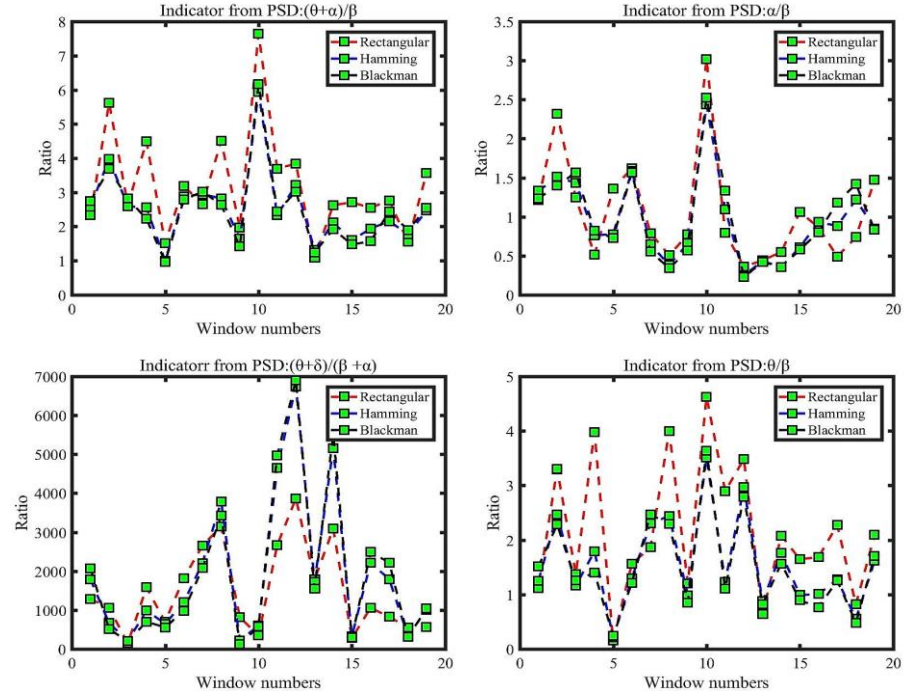 Indicator from PSD:(θ+α)/β
Ratio
8
7
6
5
4
3
2
1
0
0 5 10 15 20
Window numbers
Rectangular
Hamming
Blackman
Indicator from PSD:α/β
Ratio
3.5
3
2.5
2
1.5
1
0.5
0
0 5 10 15 20
Window numbers
Rectangular
Hamming
Blackman
Indicatorr from PSD:(θ+δ)/(β +α)
Ratio
7000
6000
5000
4000
3000
2000
1000
0
0 5 10 15 20
Window numbers
Rectangular
Hamming
Blackman
Indicator from PSD:θ/β
Ratio
5
4
3
2
1
0
0 5 10 15 20
Window numbers
Rectangular
Hamming
Blackman